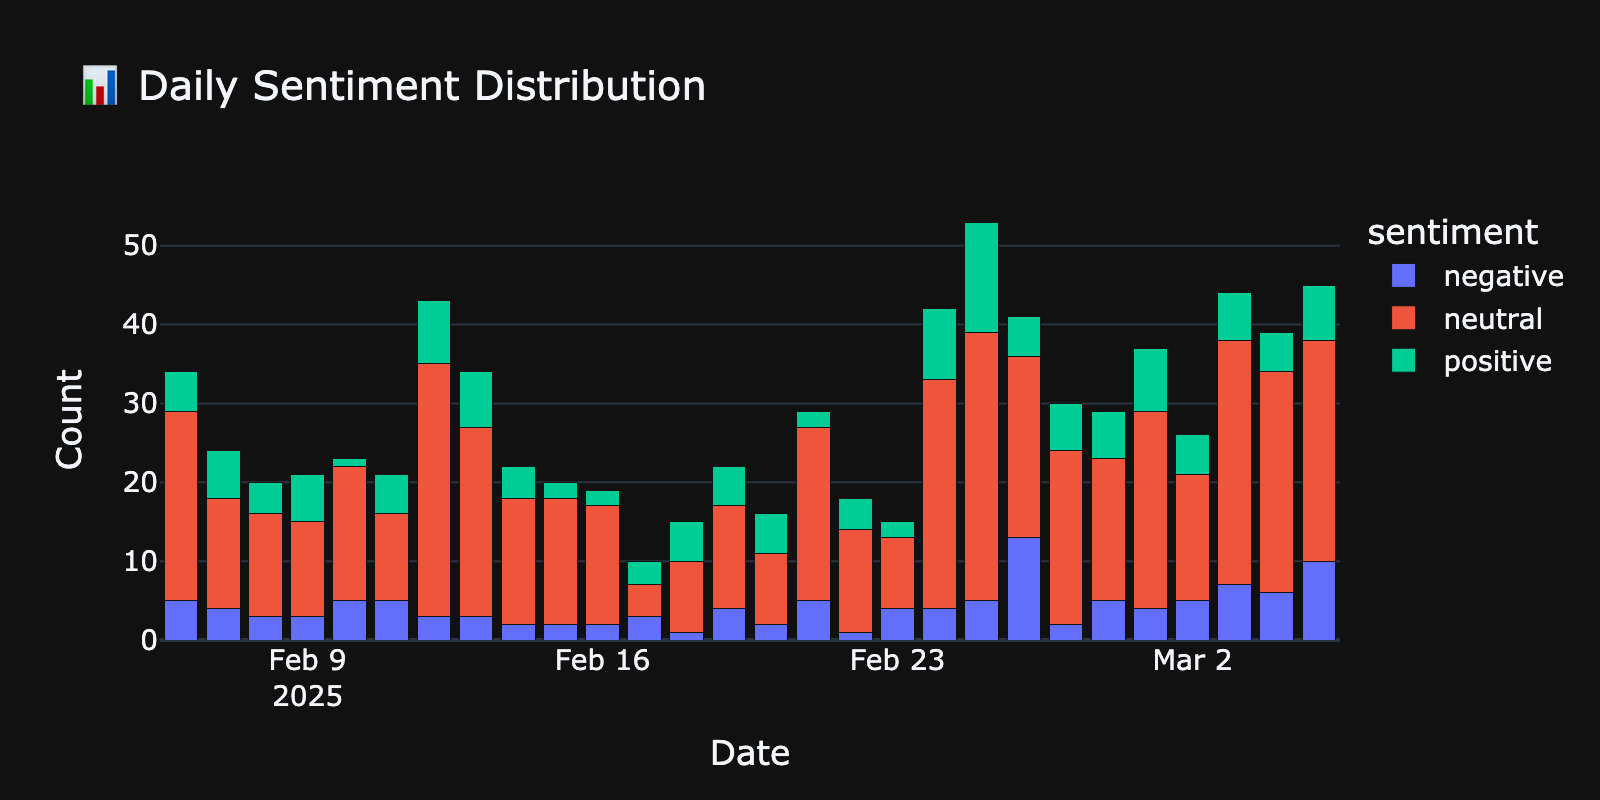 📊 Daily Sentiment Distribution
50
40
30
20
10
0
Count
Feb 9
2025
Feb 16
Feb 23
Mar 2
Date
sentiment
negative
neutral
positive